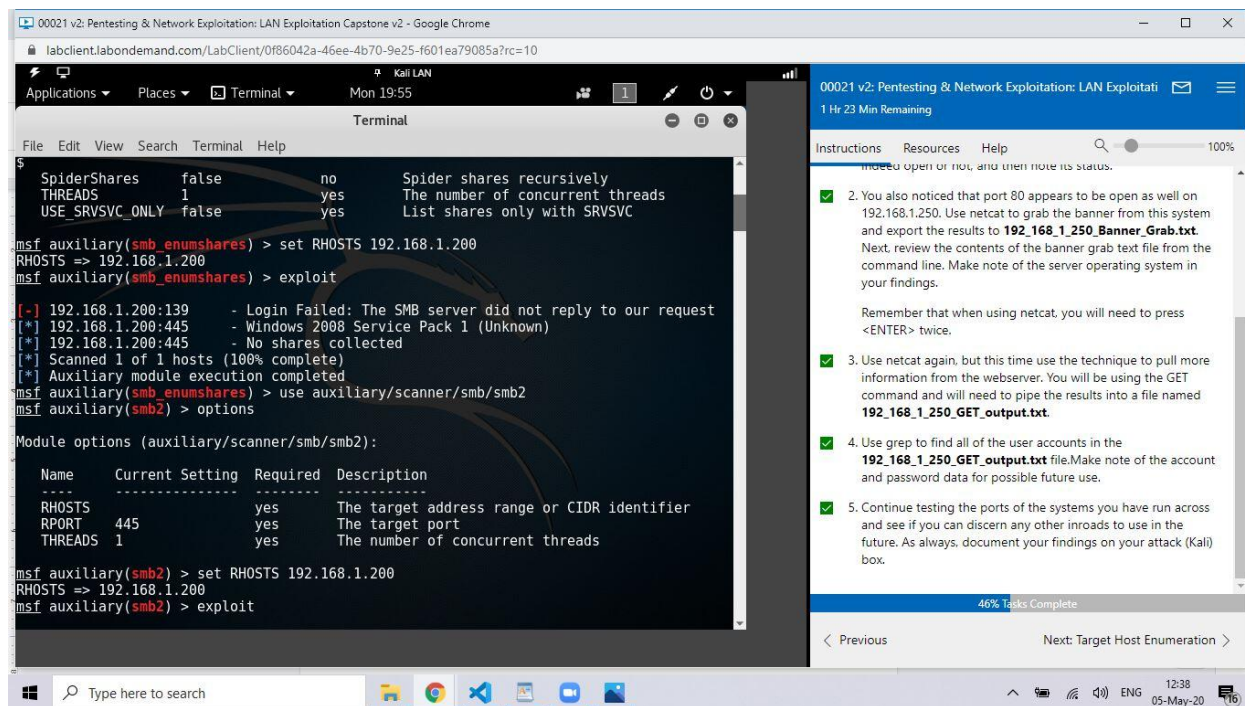 00021 v2: Pentesting & Network Exploitation: LAN Exploitation Capstone v2 - Google Chrome
labclient.labondemand.com/LabClient/0f86042a-46ee-4b70-9e25-f601ea79085a?rc=10
Kali LAN
Applications Places Terminal Mon 19:55 1
Terminal
File Edit View Search Terminal Help
$
SpiderShares false no Spider shares recursively
THREADS 1 yes The number of concurrent threads
USE_SRVSVC_ONLY false yes List shares only with SRVSVC
msf auxiliary(smb_enumshares) > set RHOSTS 192.168.1.200
RHOSTS => 192.168.1.200
msf auxiliary(smb_enumshares) > exploit
[-] 192.168.1.200:139 - Login Failed: The SMB server did not reply to our request
[*] 192.168.1.200:445 - Windows 2008 Service Pack 1 (Unknown)
[*] 192.168.1.200:445 - No shares collected
[*] Scanned 1 of 1 hosts (100% complete)
[*] Auxiliary module execution completed
msf auxiliary(smb_enumshares) > use auxiliary/scanner/smb/smb2
msf auxiliary(smb2) > options
Module options (auxiliary/scanner/smb/smb2):
Name Current Setting Required Description
---- --------------- -------- -----------
RHOSTS yes The target address range or CIDR identifier
RPORT 445 yes The target port
THREADS 1 yes The number of concurrent threads
msf auxiliary(smb2) > set RHOSTS 192.168.1.200
RHOSTS => 192.168.1.200
msf auxiliary(smb2) > exploit
00021 v2: Pentesting & Network Exploitation: LAN Exploitati
1 Hr 23 Min Remaining
Instructions Resources Help 100%
indeed open or not, and then note its status.
2. You also noticed that port 80 appears to be open as well on
192.168.1.250. Use netcat to grab the banner from this system
and export the results to 192_168_1_250_Banner_Grab.txt.
Next, review the contents of the banner grab text file from the
command line. Make note of the server operating system in
your findings.
Remember that when using netcat, you will need to press
<ENTER> twice.
3. Use netcat again, but this time use the technique to pull more
information from the webserver. You will be using the GET
command and will need to pipe the results into a file named
192_168_1_250_GET_output.txt.
4. Use grep to find all of the user accounts in the
192_168_1_250_GET_output.txt file.Make note of the account
and password data for possible future use.
5. Continue testing the ports of the systems you have run across
and see if you can discern any other inroads to use in the
future. As always, document your findings on your attack (Kali)
box.
46% Tasks Complete
< Previous Next: Target Host Enumeration >
Type here to search
ENG
12:38
05-May-20
16